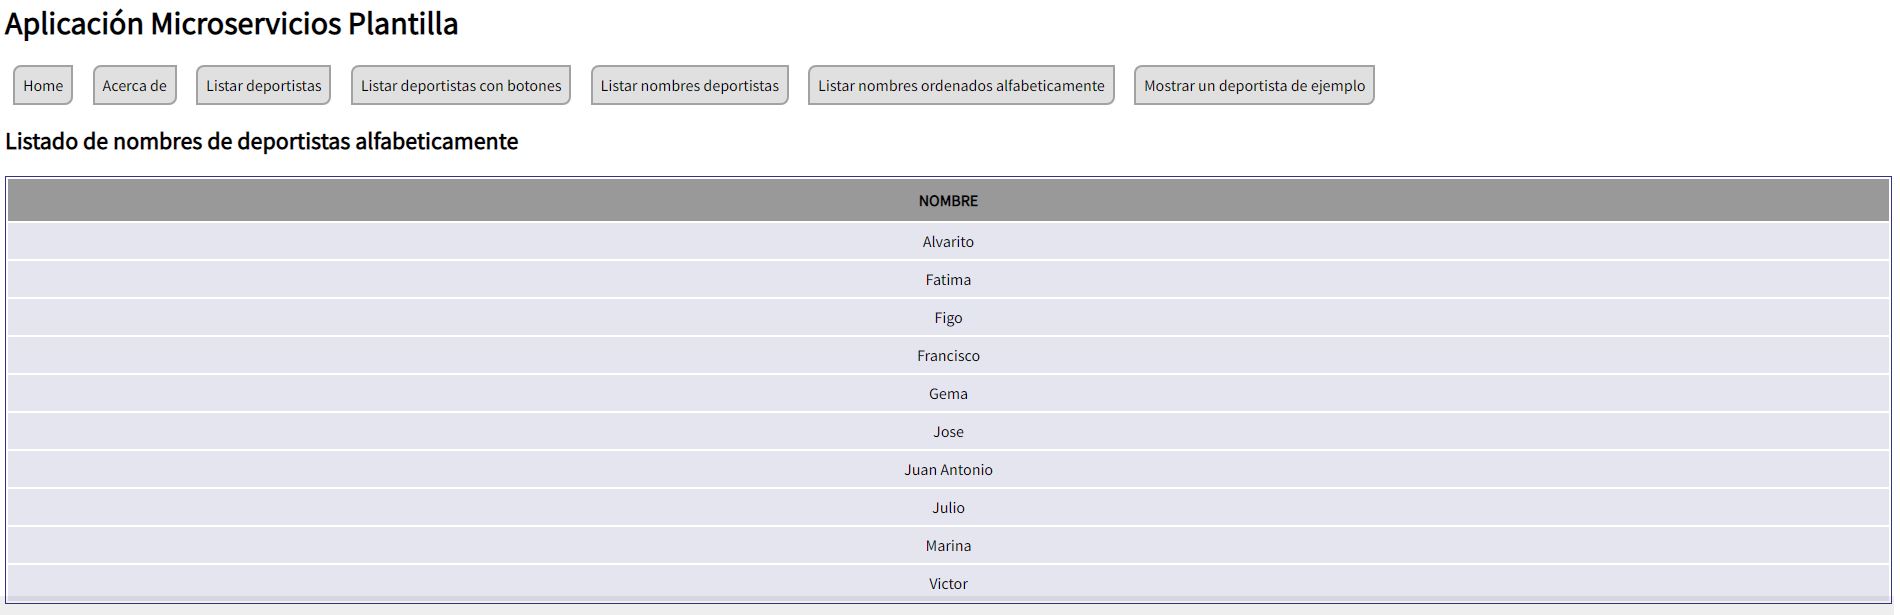 Aplicación Microservicios Plantilla
Home Acerca de Listar deportistas Listar deportistas con botones Listar nombres deportistas Listar nombres ordenados alfabeticamente Mostrar un deportista de ejemplo
Listado de nombres de deportistas alfabeticamente
NOMBRE
Alvarito
Fatima
Figo
Francisco
Gema
Jose
Juan Antonio
Julio
Marina
Victor